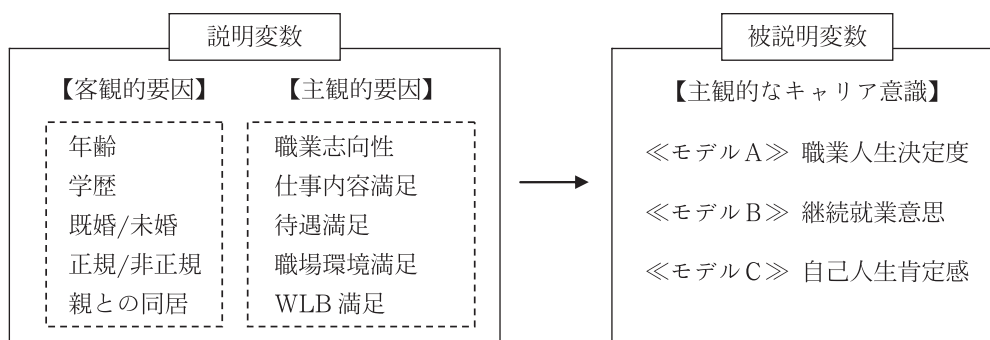 説明変数
【客観的要因】
年齢
学歴
既婚/未婚
正規/非正規
親との同居
【主観的要因】
職業志向性
仕事内容満足
待遇満足
職場環境満足
WLB 満足
被説明変数
【主観的なキャリア意識】
≪モデルA≫ 職業人生決定度
≪モデルB≫ 継続就業意思
≪モデルC≫ 自己人生肯定感